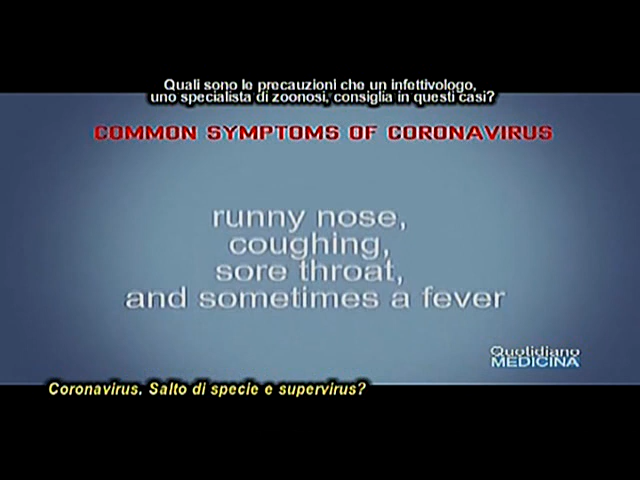 Quali sono le precauzioni che un infettivologo,
uno specialista di zoonosi, consiglia in questi casi?
COMMON SYMPTOMS OF CORONAVIRUS
runny nose,
coughing,
sore throat,
and sometimes a fever
Quotidiano
MEDICINA
Coronavirus. Salto di specie e supervirus?